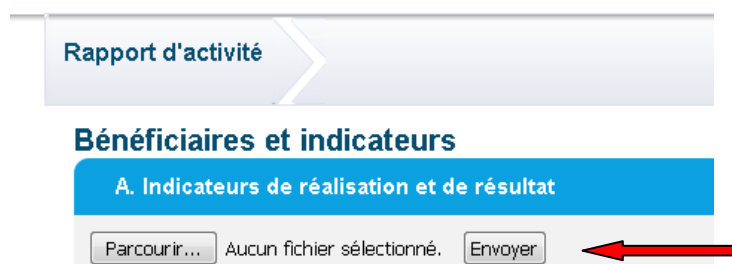 Rapport d'activité
Bénéficiaires et indicateurs
A. Indicateurs de réalisation et de résultat
Parcourir... Aucun fichier sélectionné. Envoyer